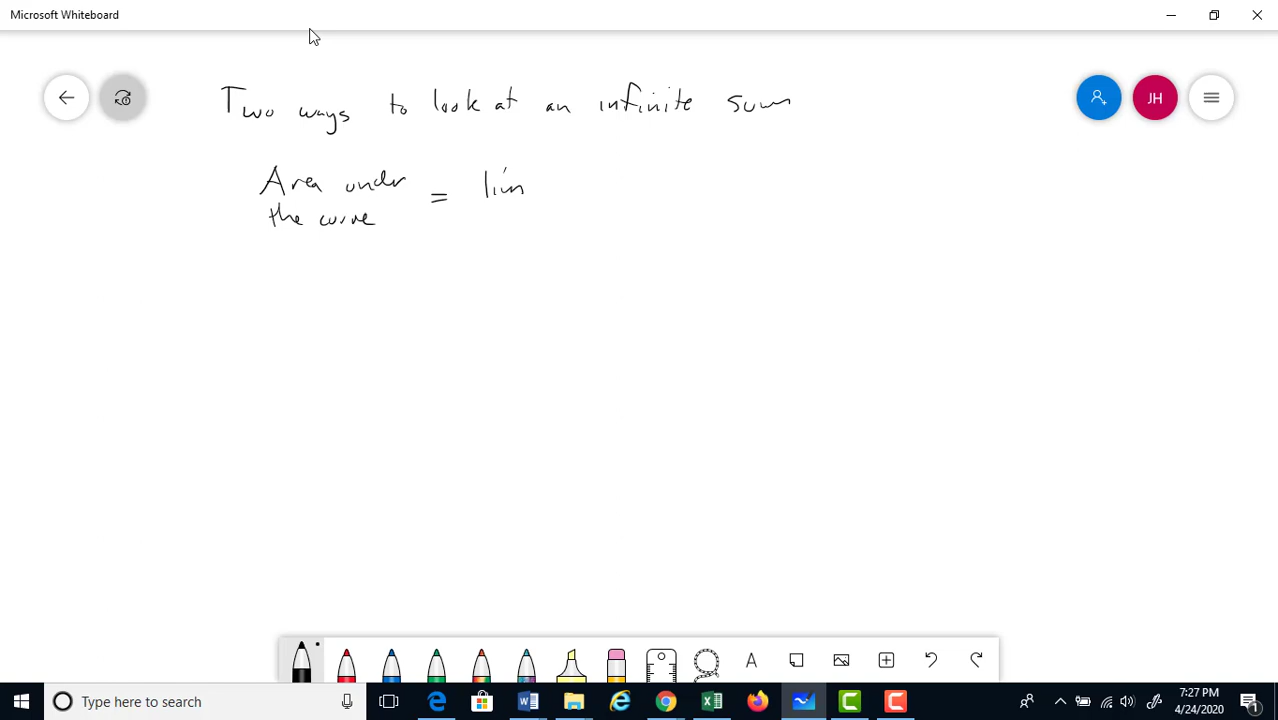 Microsoft Whiteboard
Two ways to look at an infinite sum
JH
Area under
the curve = lim
A
Type here to search
7:27 PM
4/24/2020
1